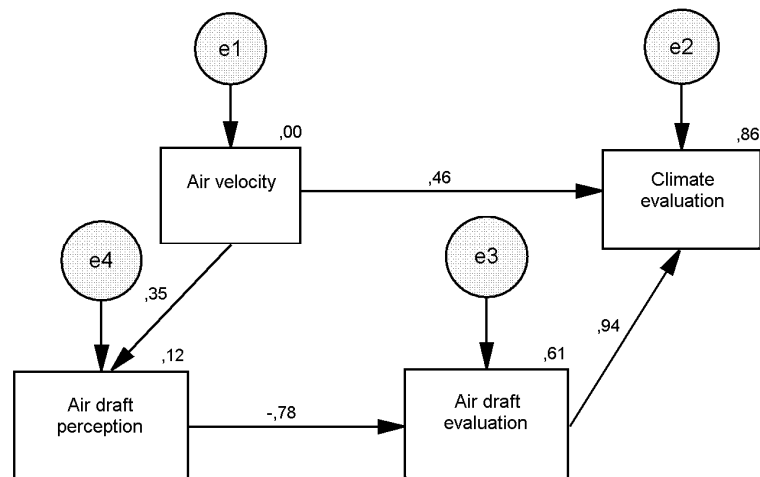 e1
e2
,00
,86
Air velocity
,46
Climate
evaluation
e4
e3
,35
,94
,12
,61
Air draft
perception
-,78
Air draft
evaluation